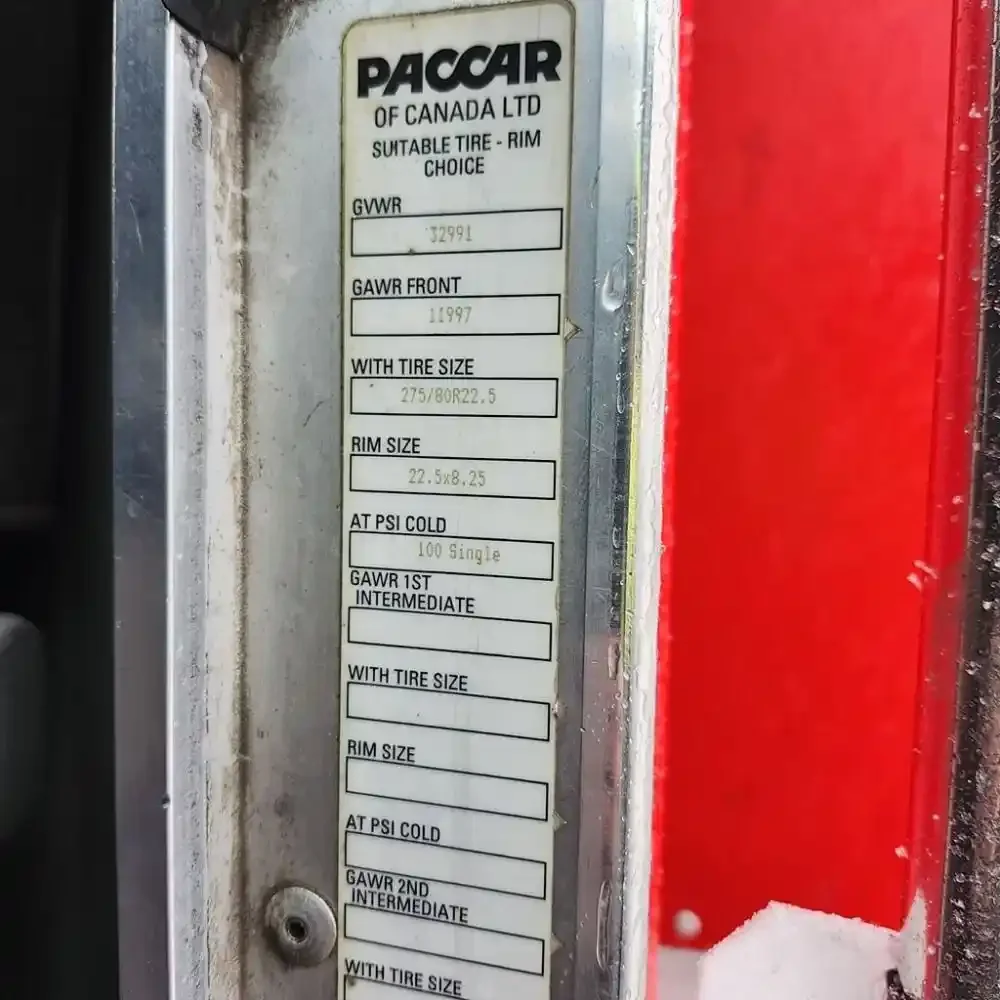 PACCAR
OF CANADA LTD
SUITABLE TIRE - RIM
CHOICE
GVWR
32991
GAWR FRONT
11997
WITH TIRE SIZE
275/80R22.5
RIM SIZE
22.5x8.25
AT PSI COLD
100 Single
GAWR 1ST
INTERMEDIATE
WITH TIRE SIZE
RIM SIZE
AT PSI COLD
GAWR 2ND
INTERMEDIATE
WITH TIRE SIZE